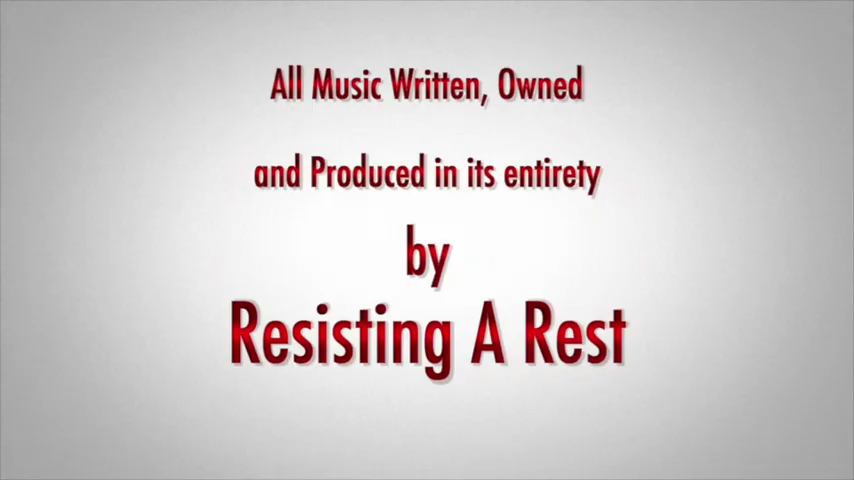 All Music Written, Owned
and Produced in its entirety
by
Resisting A Rest